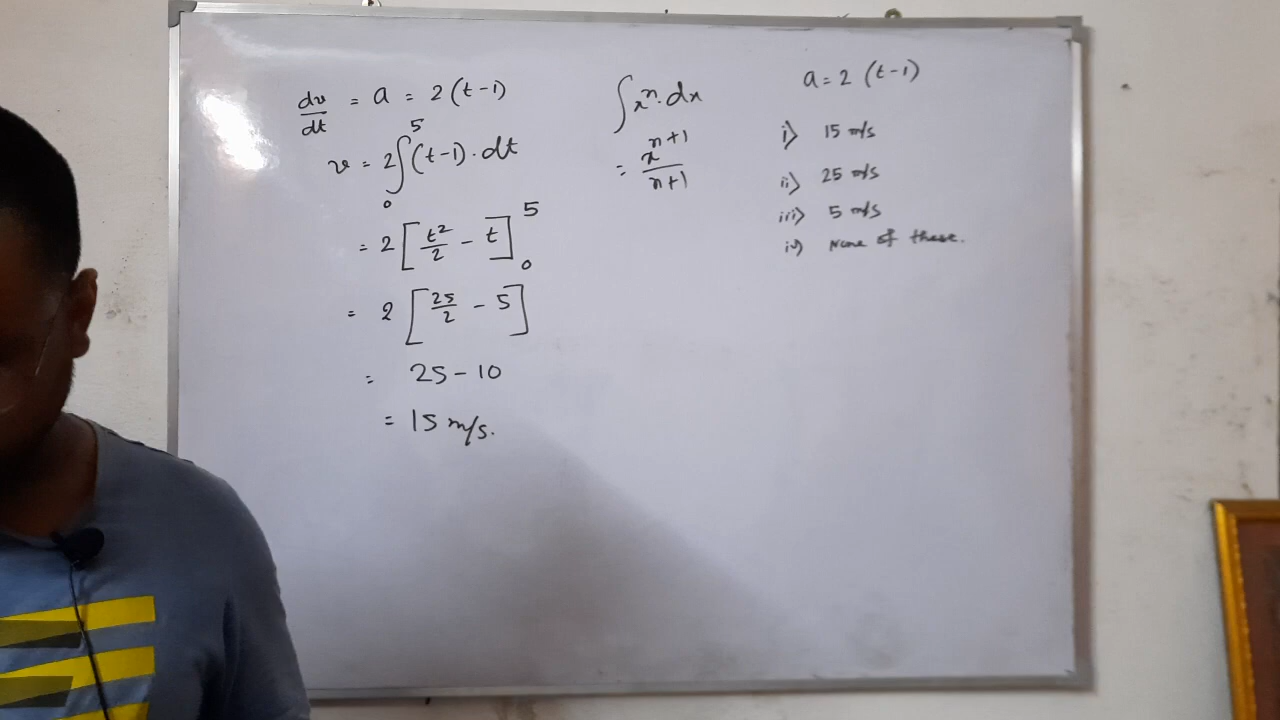 dv/dt = a = 2(t-1)
v = 2∫₀⁵(t-1).dt
= 2[t²/2 - t]₀⁵
= 2[25/2 - 5]
= 25-10
= 15 m/s.
∫xⁿ.dx
= xⁿ⁺¹/n+1
a=2 (t-1)
i) 15 m/s
ii) 25 m/s
iii) 5 m/s
iv) None of these.